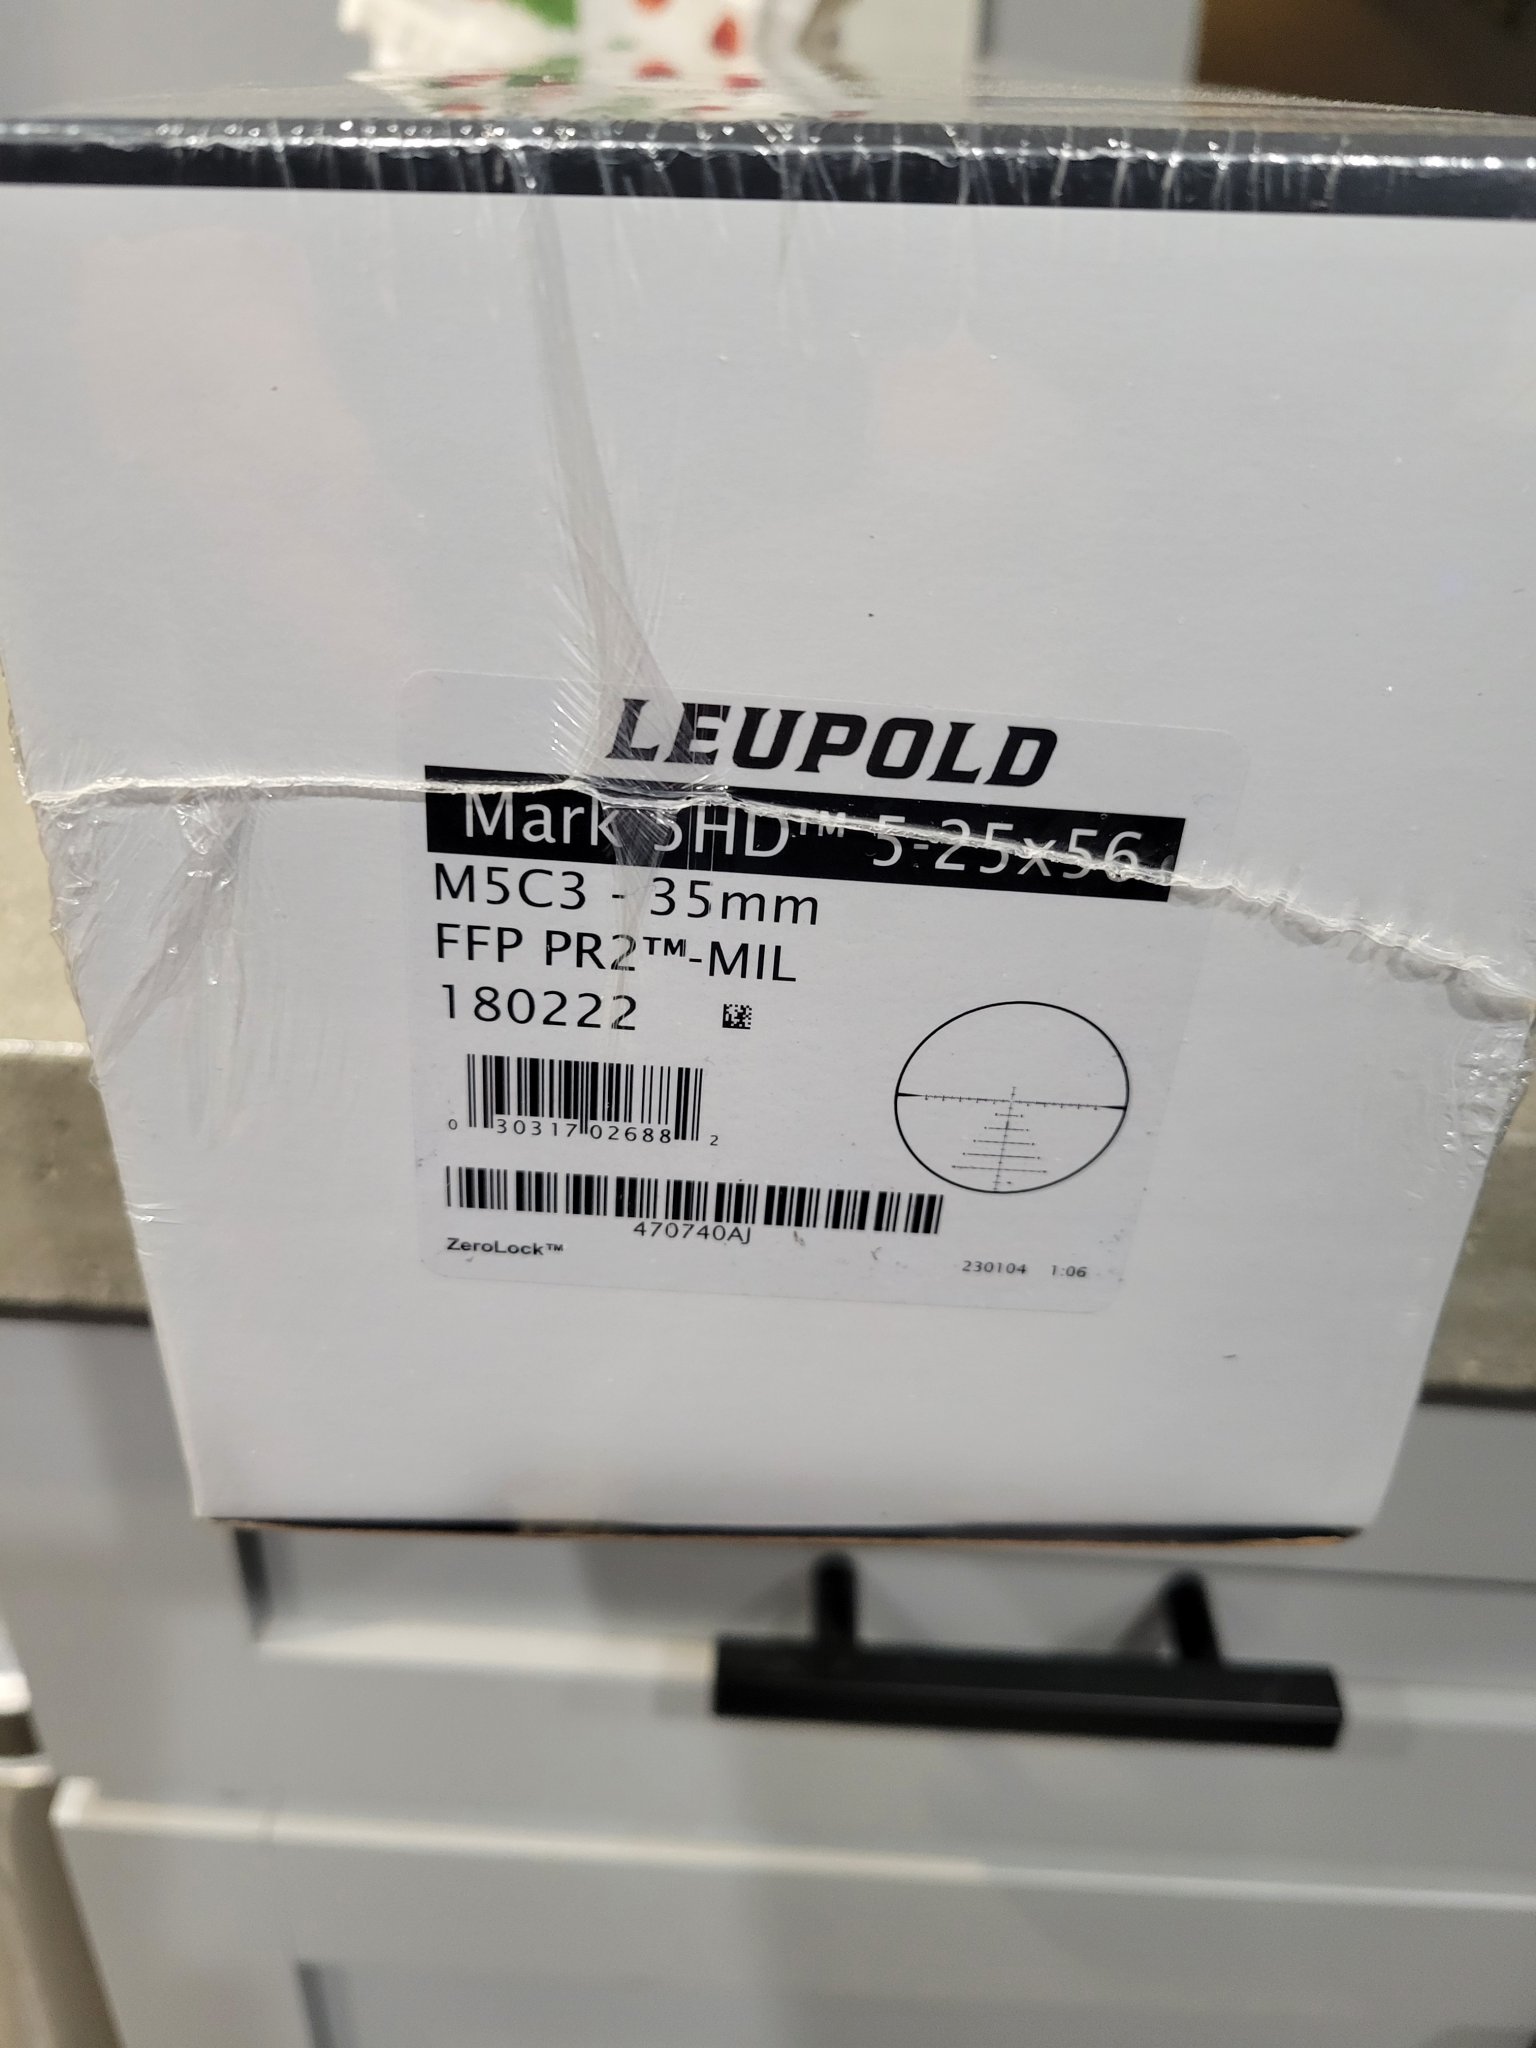 LEUPOLD
Mark 5HD™ 5-25x56
M5C3 - 35mm
FFP PR2™-MIL
180222
0 30317 02688 2
470740AJ
ZeroLock™
230104 1:06